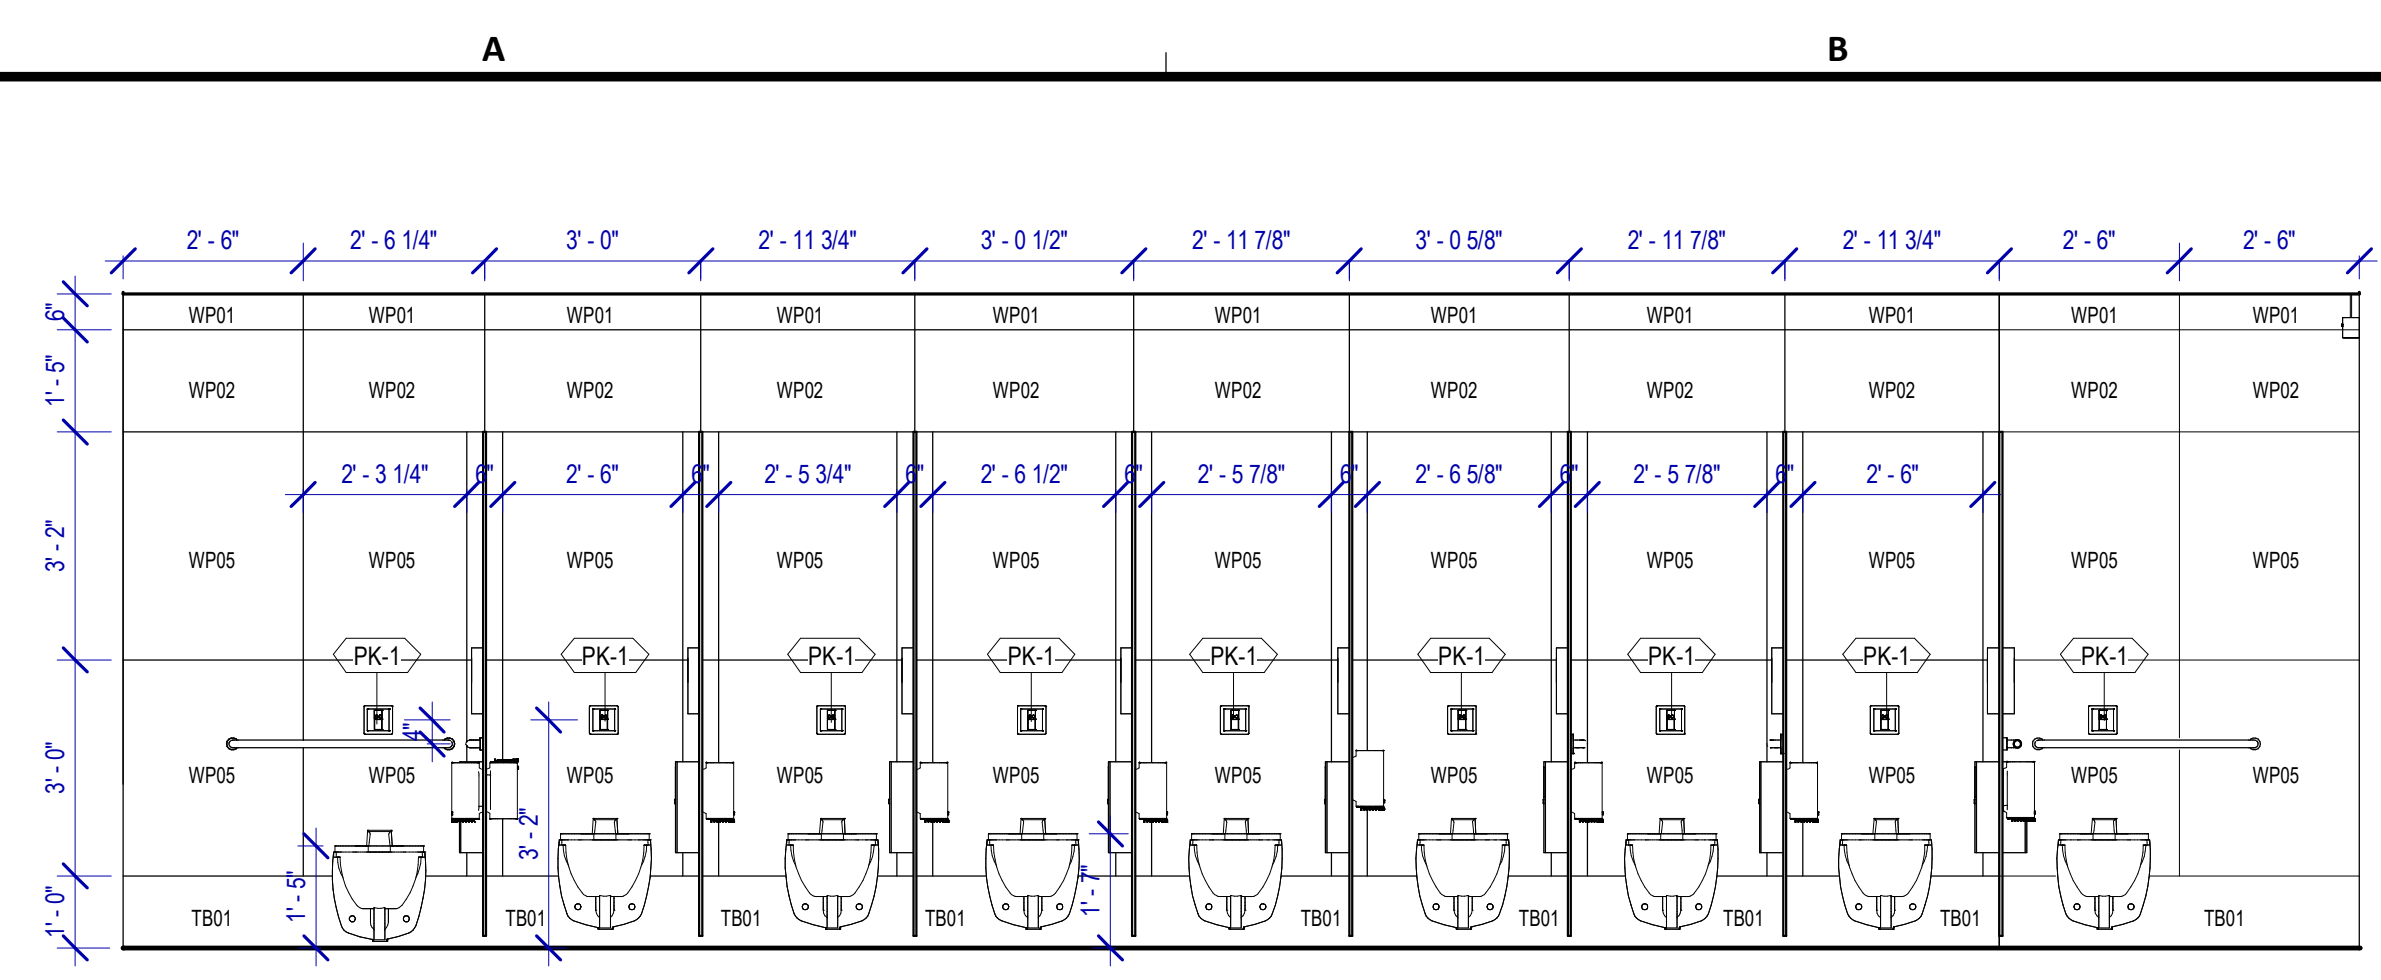 A B
2' - 6" 2' - 6 1/4" 3' - 0" 2' - 11 3/4" 3' - 0 1/2" 2' - 11 7/8" 3' - 0 5/8" 2' - 11 7/8" 2' - 11 3/4" 2' - 6" 2' - 6"
6" WP01 WP01 WP01 WP01 WP01 WP01 WP01 WP01 WP01 WP01 WP01
1' - 5" WP02 WP02 WP02 WP02 WP02 WP02 WP02 WP02 WP02 WP02 WP02
2' - 3 1/4" 6" 2' - 6" 6" 2' - 5 3/4" 6" 2' - 6 1/2" 6" 2' - 5 7/8" 6" 2' - 6 5/8" 6" 2' - 5 7/8" 6" 2' - 6"
3' - 2" WP05 WP05 WP05 WP05 WP05 WP05 WP05 WP05 WP05 WP05 WP05
PK-1 PK-1 PK-1 PK-1 PK-1 PK-1 PK-1 PK-1 PK-1
4"
3' - 0" WP05 WP05 WP05 WP05 WP05 WP05 WP05 WP05 WP05 WP05 WP05
3' - 2"
1' - 5" 1' - 7"
1' - 0" TB01 TB01 TB01 TB01 TB01 TB01 TB01 TB01 TB01